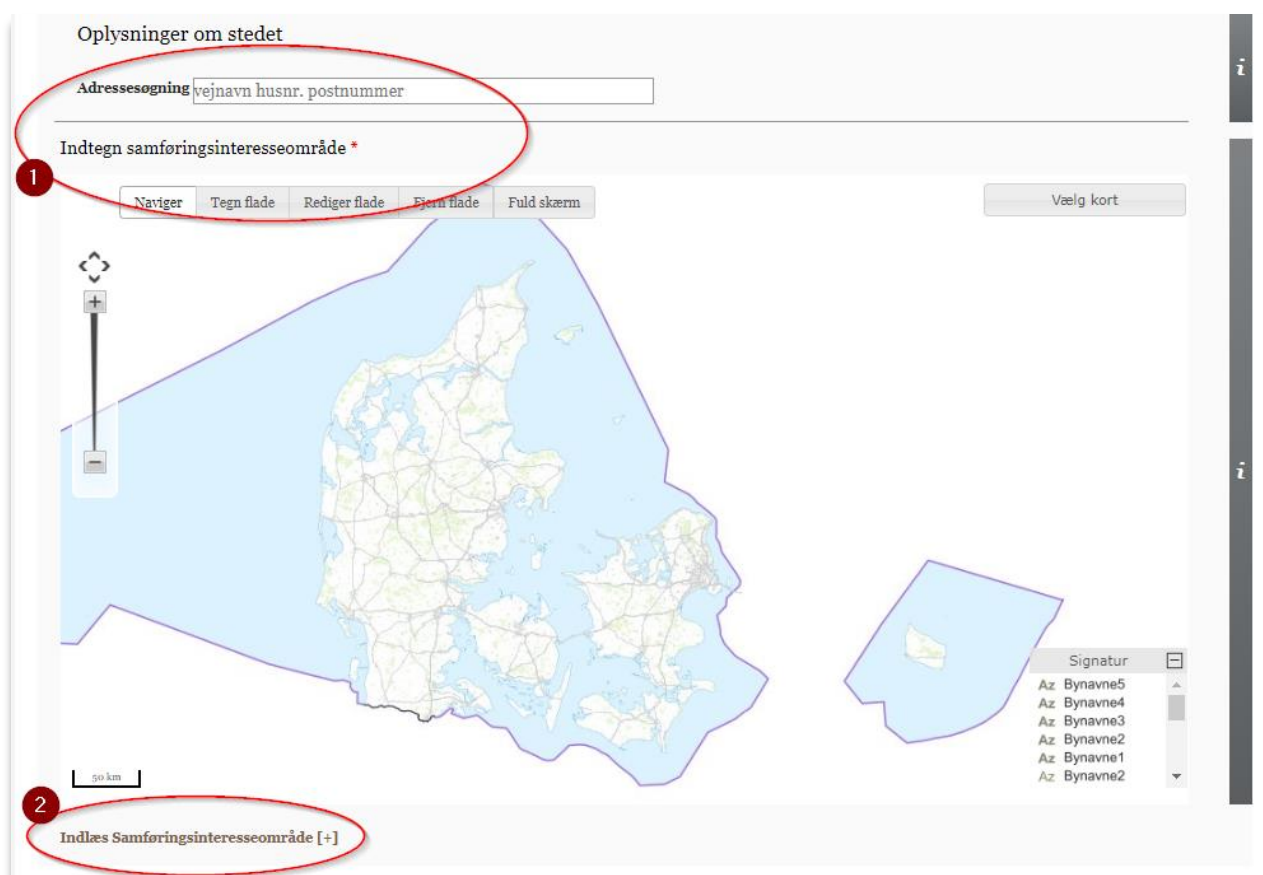 Oplysninger om stedet
i
Adressesøgning vejnavn husnr. postnummer
Indtegn samføringsinteresseområde *
1
Naviger Tegn flade Rediger flade Fjern flade Fuld skærm Vælg kort
+
−
i
Signatur
Az Bynavne5
Az Bynavne4
Az Bynavne3
Az Bynavne2
Az Bynavne1
Az Bynavne2
50 km
2
Indlæs Samføringsinteresseområde [+]